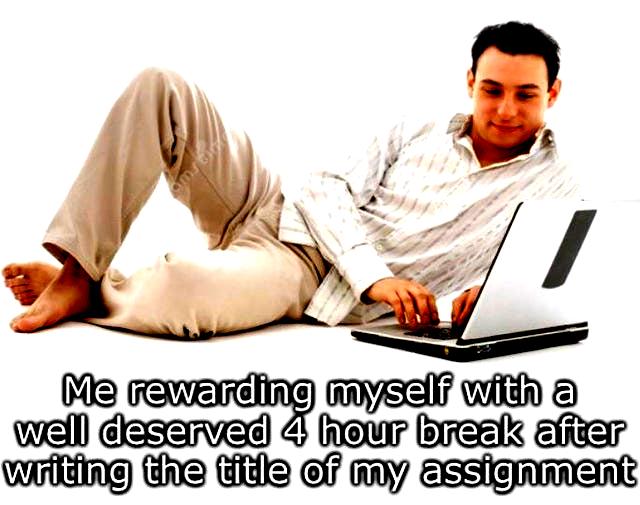 Me rewarding myself with a
well deserved 4 hour break after
writing the title of my assignment